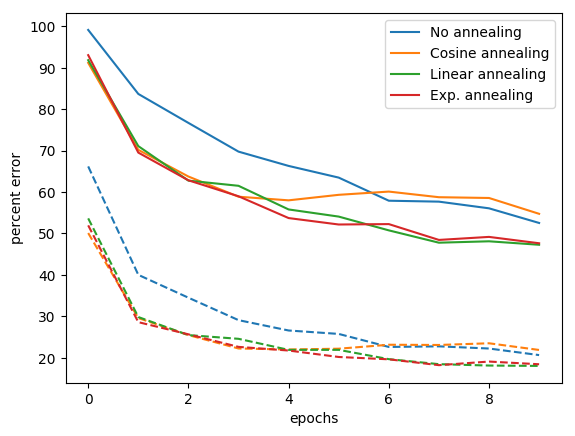 100
90
80
70
60
50
40
30
20
percent error
0
2
4
6
8
epochs
No annealing
Cosine annealing
Linear annealing
Exp. annealing